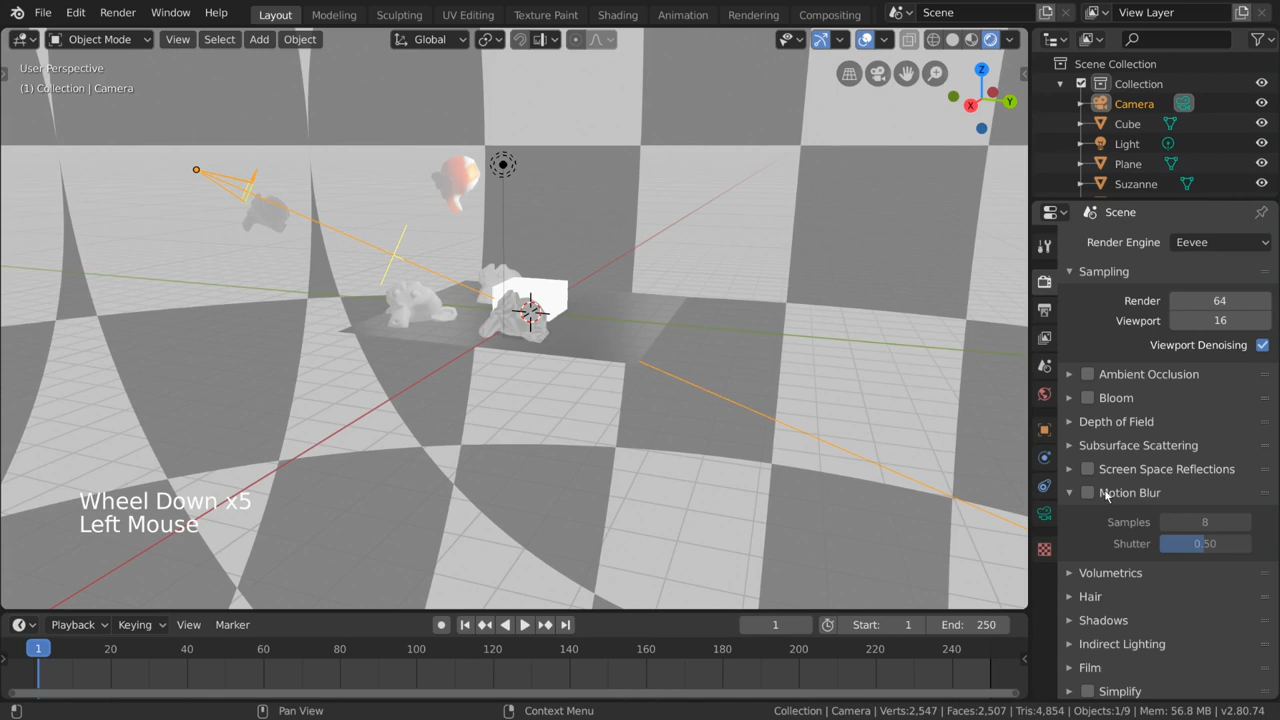 File Edit Render Window Help Layout Modeling Sculpting UV Editing Texture Paint Shading Animation Rendering Compositing Scene View Layer
Object Mode View Select Add Object Global
User Perspective
(1) Collection | Camera
Z
Y
X
Scene Collection
Collection
Camera
Cube
Light
Plane
Suzanne
Scene
Render Engine Eevee
Sampling
Render 64
Viewport 16
Viewport Denoising
Ambient Occlusion
Bloom
Depth of Field
Subsurface Scattering
Screen Space Reflections
Motion Blur
Samples 8
Shutter 0.50
Volumetrics
Hair
Shadows
Indirect Lighting
Film
Simplify
Wheel Down x5
Left Mouse
Playback Keying View Marker 1 Start: 1 End: 250
1 20 40 60 80 100 120 140 160 180 200 220 240
Pan View Context Menu Collection | Camera | Verts:2,547 | Faces:2,507 | Tris:4,854 | Objects:1/9 | Mem: 56.8 MB | v2.80.74